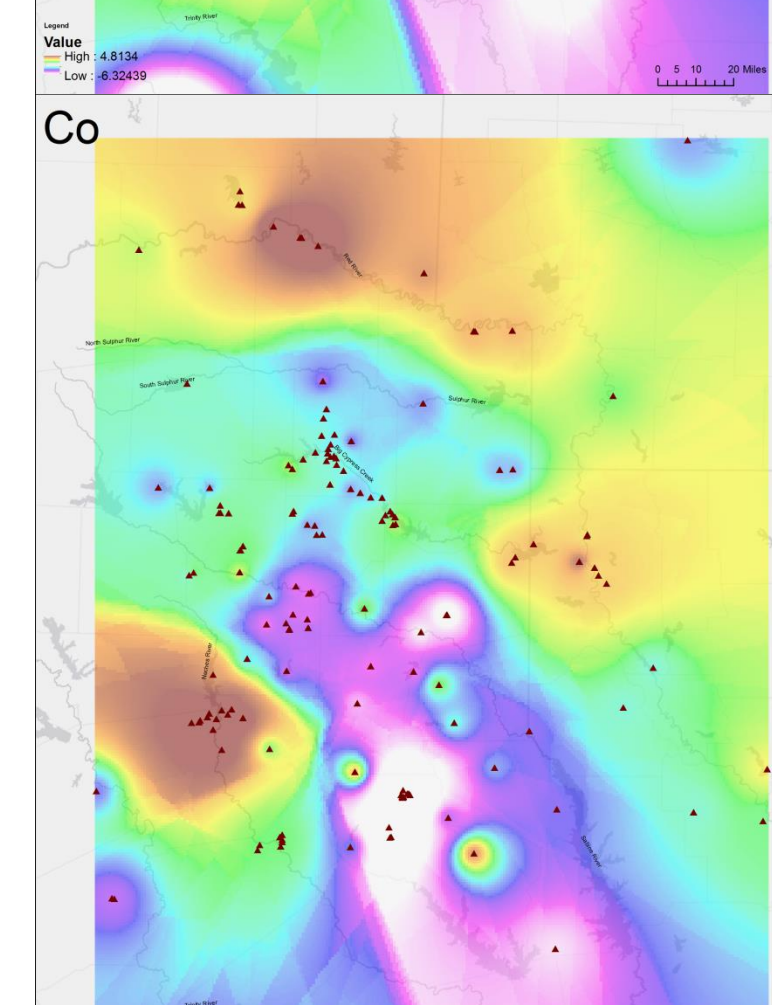 Trinity River
Legend
Value
High : 4.8134
Low : -6.32439
0 5 10 20 Miles
Co
Red River
North Sulphur River
South Sulphur River
Sulphur River
Big Cypress Creek
Neches River
Sabine River
Trinity River